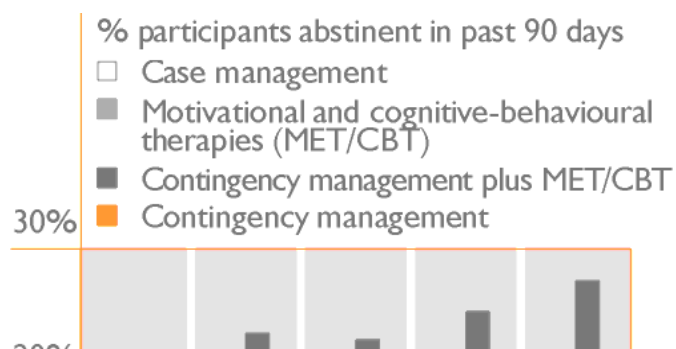 % participants abstinent in past 90 days
Case management
Motivational and cognitive-behavioural
therapies (MET/CBT)
Contingency management plus MET/CBT
30%
Contingency management